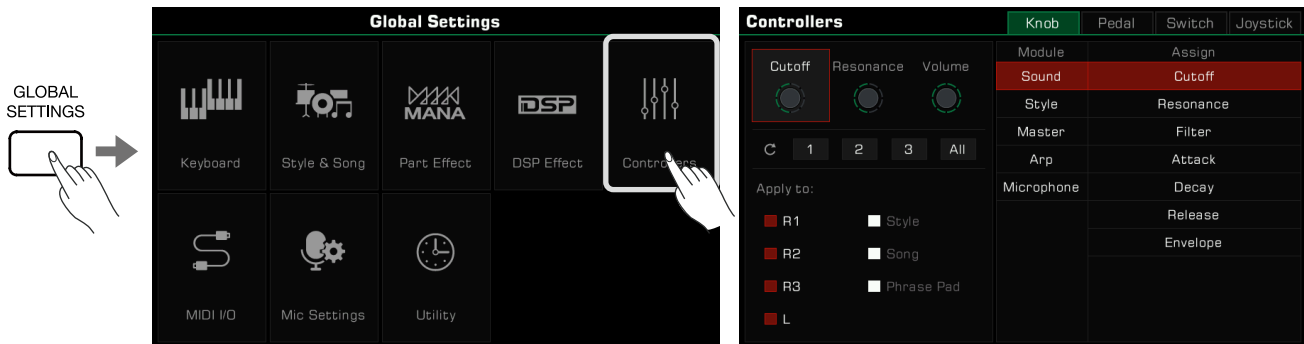 GLOBAL
SETTINGS
Global Settings
Keyboard
Style & Song
MANA
Part Effect
DSP
DSP Effect
Controllers
MIDI I/O
Mic Settings
Utility
Controllers
Knob
Pedal
Switch
Joystick
Cutoff
Resonance
Volume
1
2
3
All
Apply to:
R1
Style
R2
Song
R3
Phrase Pad
L
Module
Assign
Sound
Cutoff
Style
Resonance
Master
Filter
Arp
Attack
Microphone
Decay
Release
Envelope